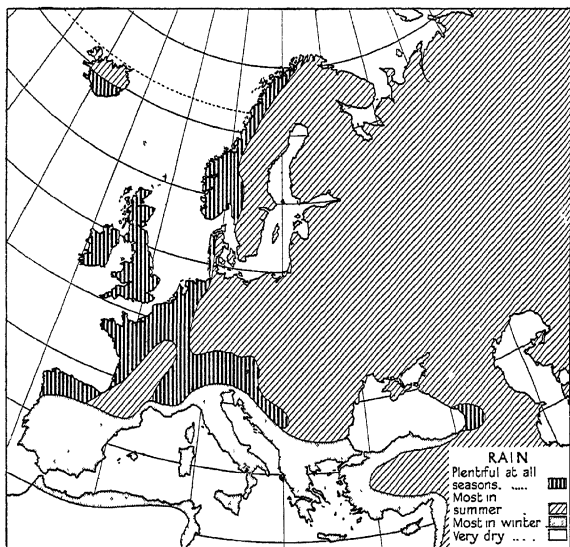 RAIN
Plentiful at all
seasons. .....
Most in
summer .
Most in winter .
Very dry ... .